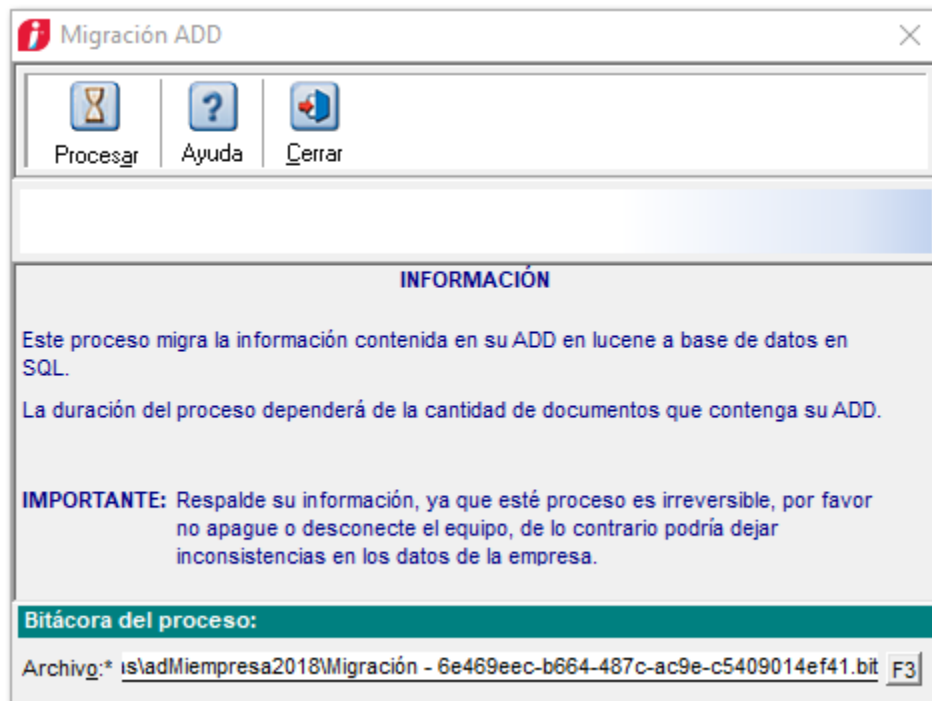 Migración ADD
Procesar Ayuda Cerrar
INFORMACIÓN
Este proceso migra la información contenida en su ADD en lucene a base de datos en
SQL.
La duración del proceso dependerá de la cantidad de documentos que contenga su ADD.
IMPORTANTE: Respalde su información, ya que esté proceso es irreversible, por favor
no apague o desconecte el equipo, de lo contrario podría dejar
inconsistencias en los datos de la empresa.
Bitácora del proceso:
Archivo:* as\adMiempresa2018\Migración - 6e469eec-b664-487c-ac9e-c5409014ef41.bit F3